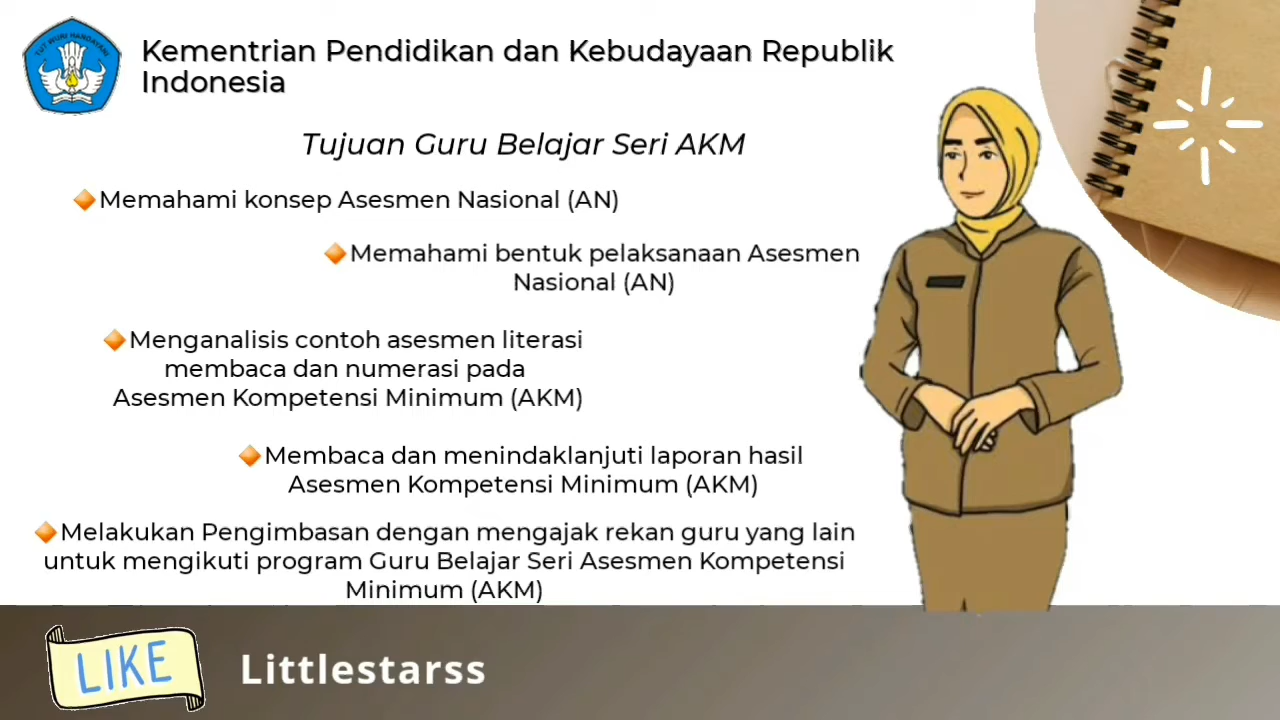 TUT WURI HANDAYANI
Kementrian Pendidikan dan Kebudayaan Republik
Indonesia
Tujuan Guru Belajar Seri AKM
Memahami konsep Asesmen Nasional (AN)
Memahami bentuk pelaksanaan Asesmen
Nasional (AN)
Menganalisis contoh asesmen literasi
membaca dan numerasi pada
Asesmen Kompetensi Minimum (AKM)
Membaca dan menindaklanjuti laporan hasil
Asesmen Kompetensi Minimum (AKM)
Melakukan Pengimbasan dengan mengajak rekan guru yang lain
untuk mengikuti program Guru Belajar Seri Asesmen Kompetensi
Minimum (AKM)
LIKE
Littlestarss